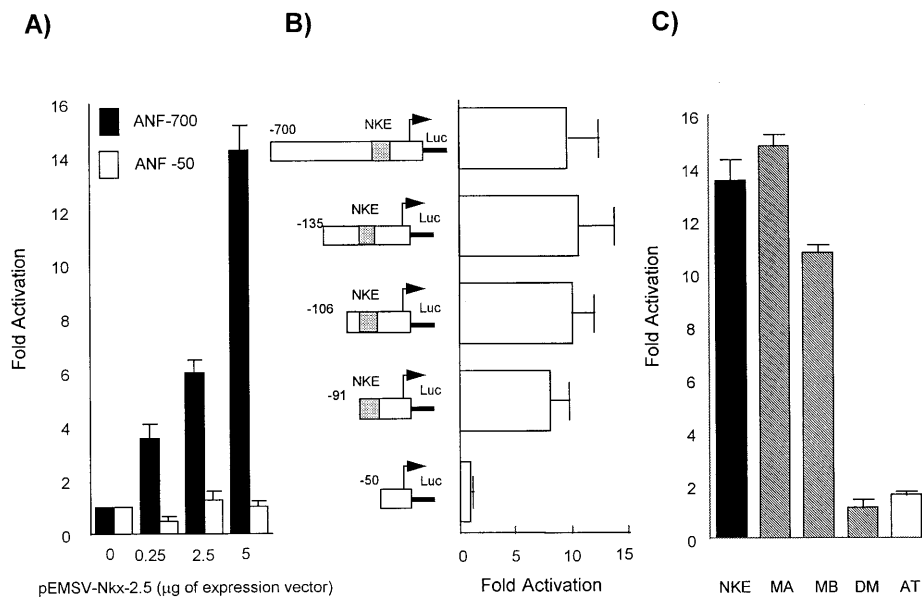 A)
B)
C)
ANF-700
ANF -50
Fold Activation
16
14
12
10
8
6
4
2
0
0
0.25
2.5
5
pEMSV-Nkx-2.5 (µg of expression vector)
-700
NKE
Luc
-135
NKE
Luc
-106
NKE
Luc
-91
NKE
Luc
-50
Luc
0
5
10
15
Fold Activation
Fold Activation
16
14
12
10
8
6
4
2
0
NKE
MA
MB
DM
AT